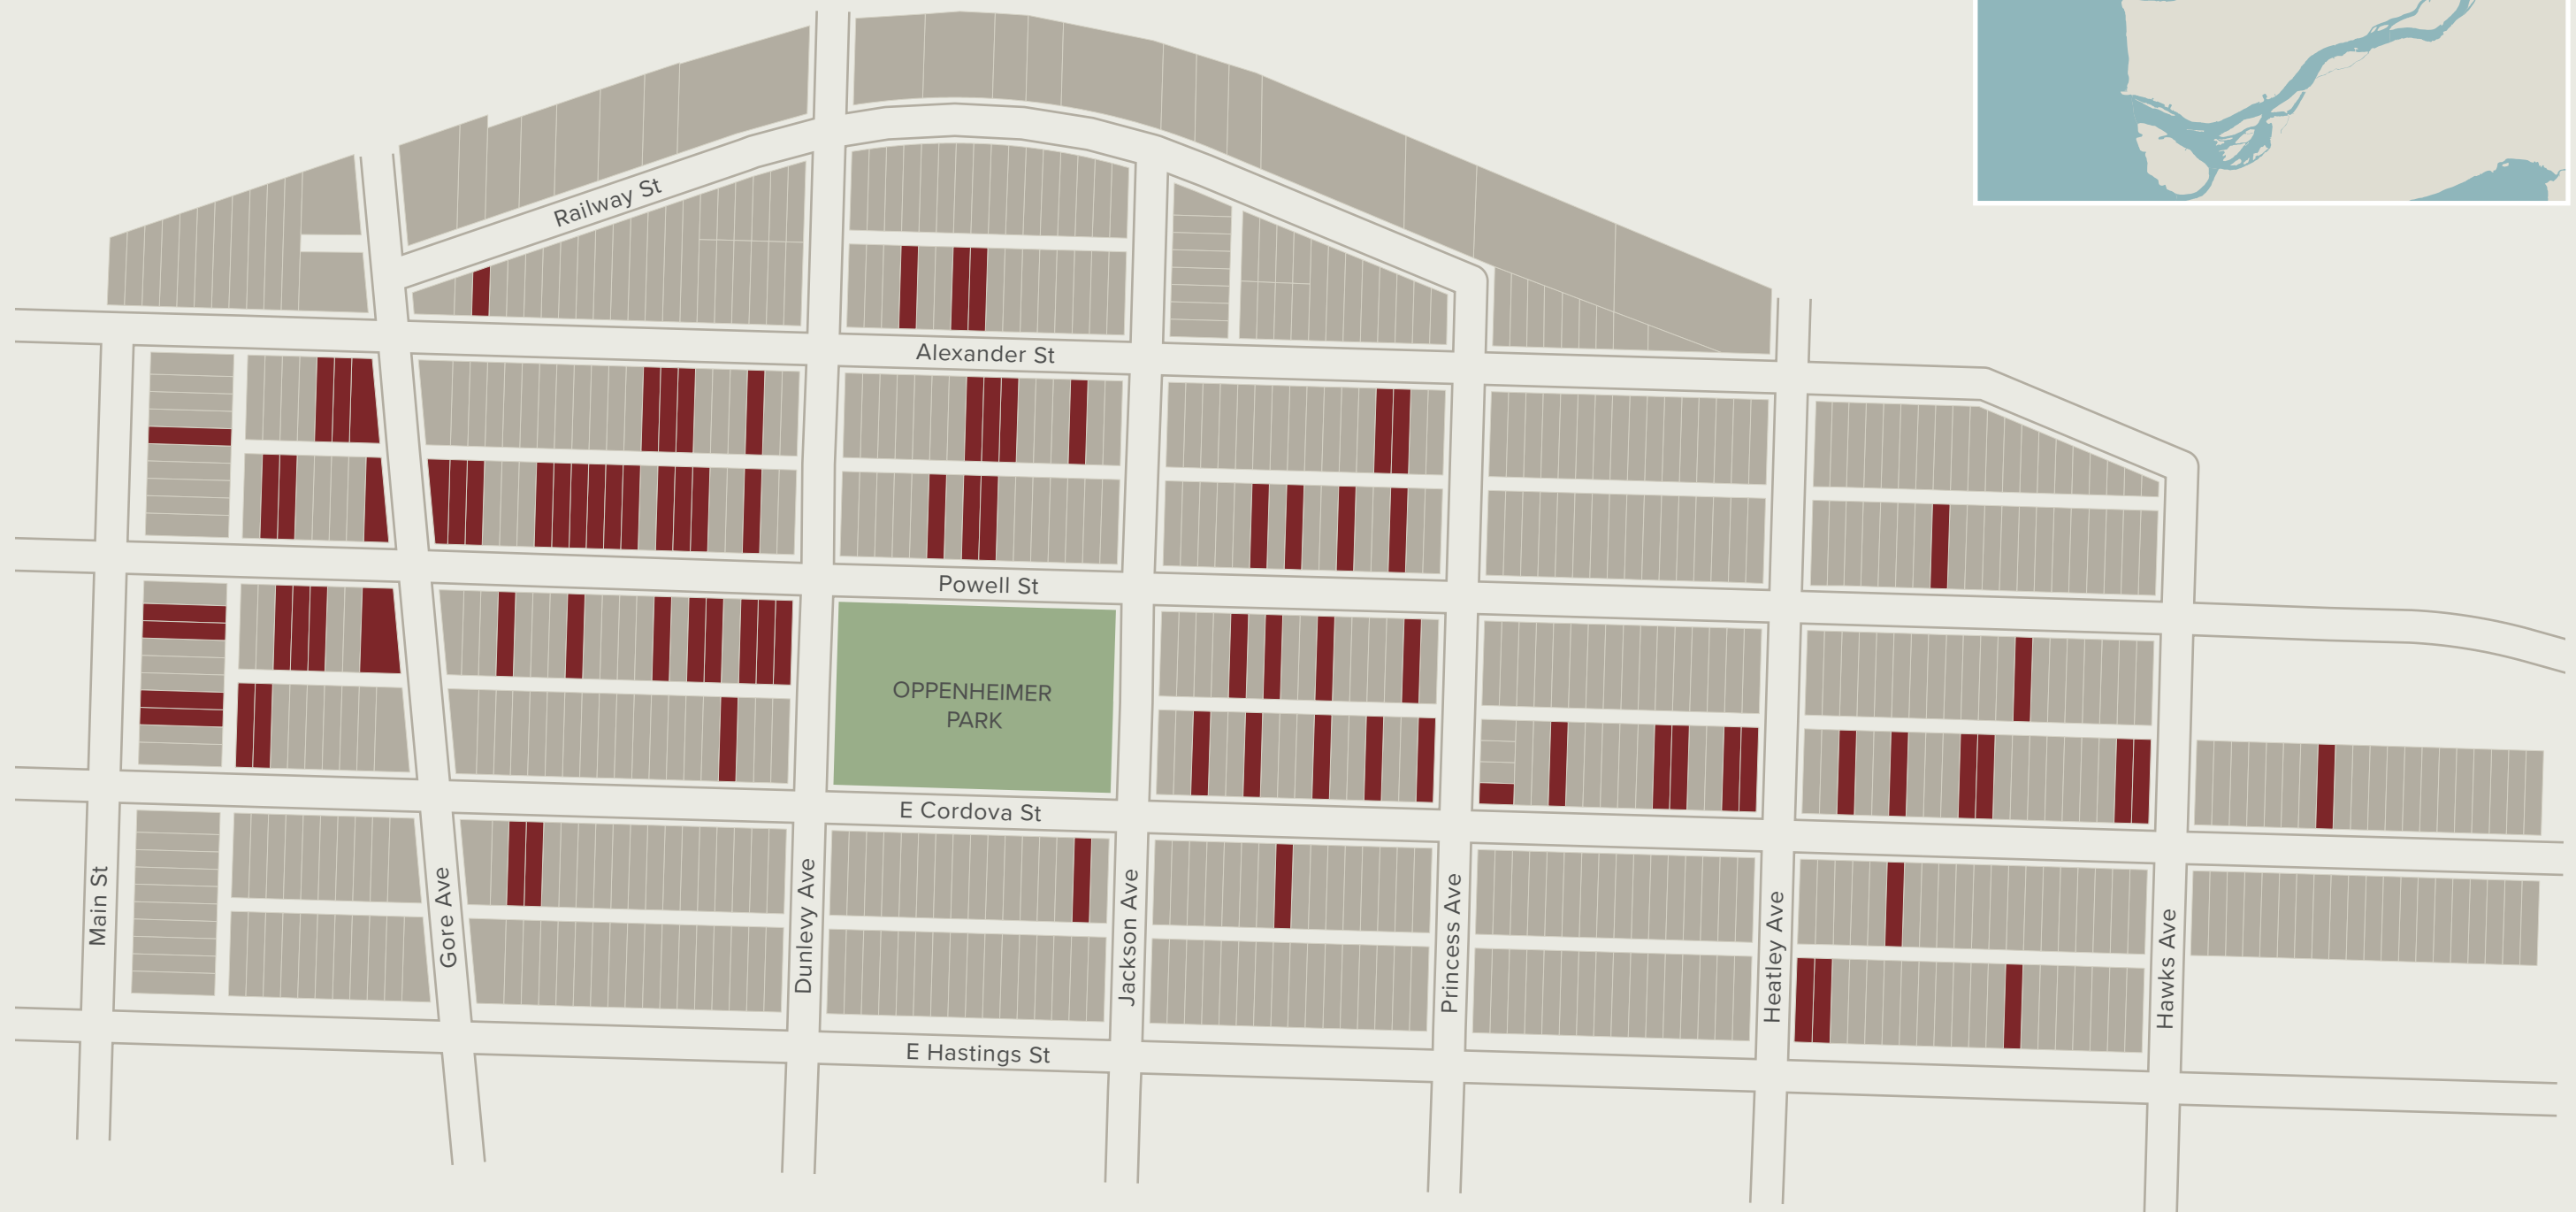 Railway St
Alexander St
Powell St
OPPENHEIMER
PARK
E Cordova St
Main St
Gore Ave
Dunlevy Ave
Jackson Ave
Princess Ave
Heatley Ave
Hawks Ave
E Hastings St